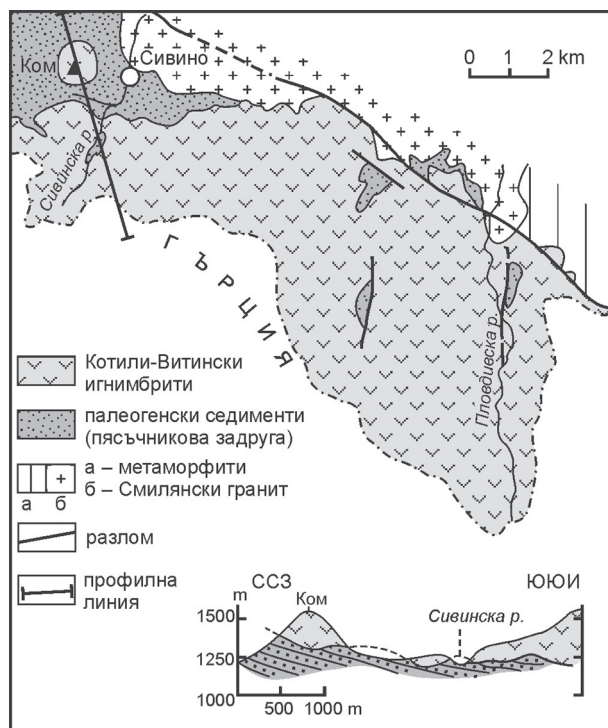 Ком
Сивино
0 1 2 km
Сивинска р.
ГЪРЦИЯ
Пловдивска р.
Котили-Витински
игнимбрити
палеогенски седименти
(пясъчникова задруга)
а – метаморфити
б – Смилянски гранит
а б
разлом
профилна
линия
m
ССЗ
ЮЮИ
Ком
Сивинска р.
1500
1250
1000
500 1000 m